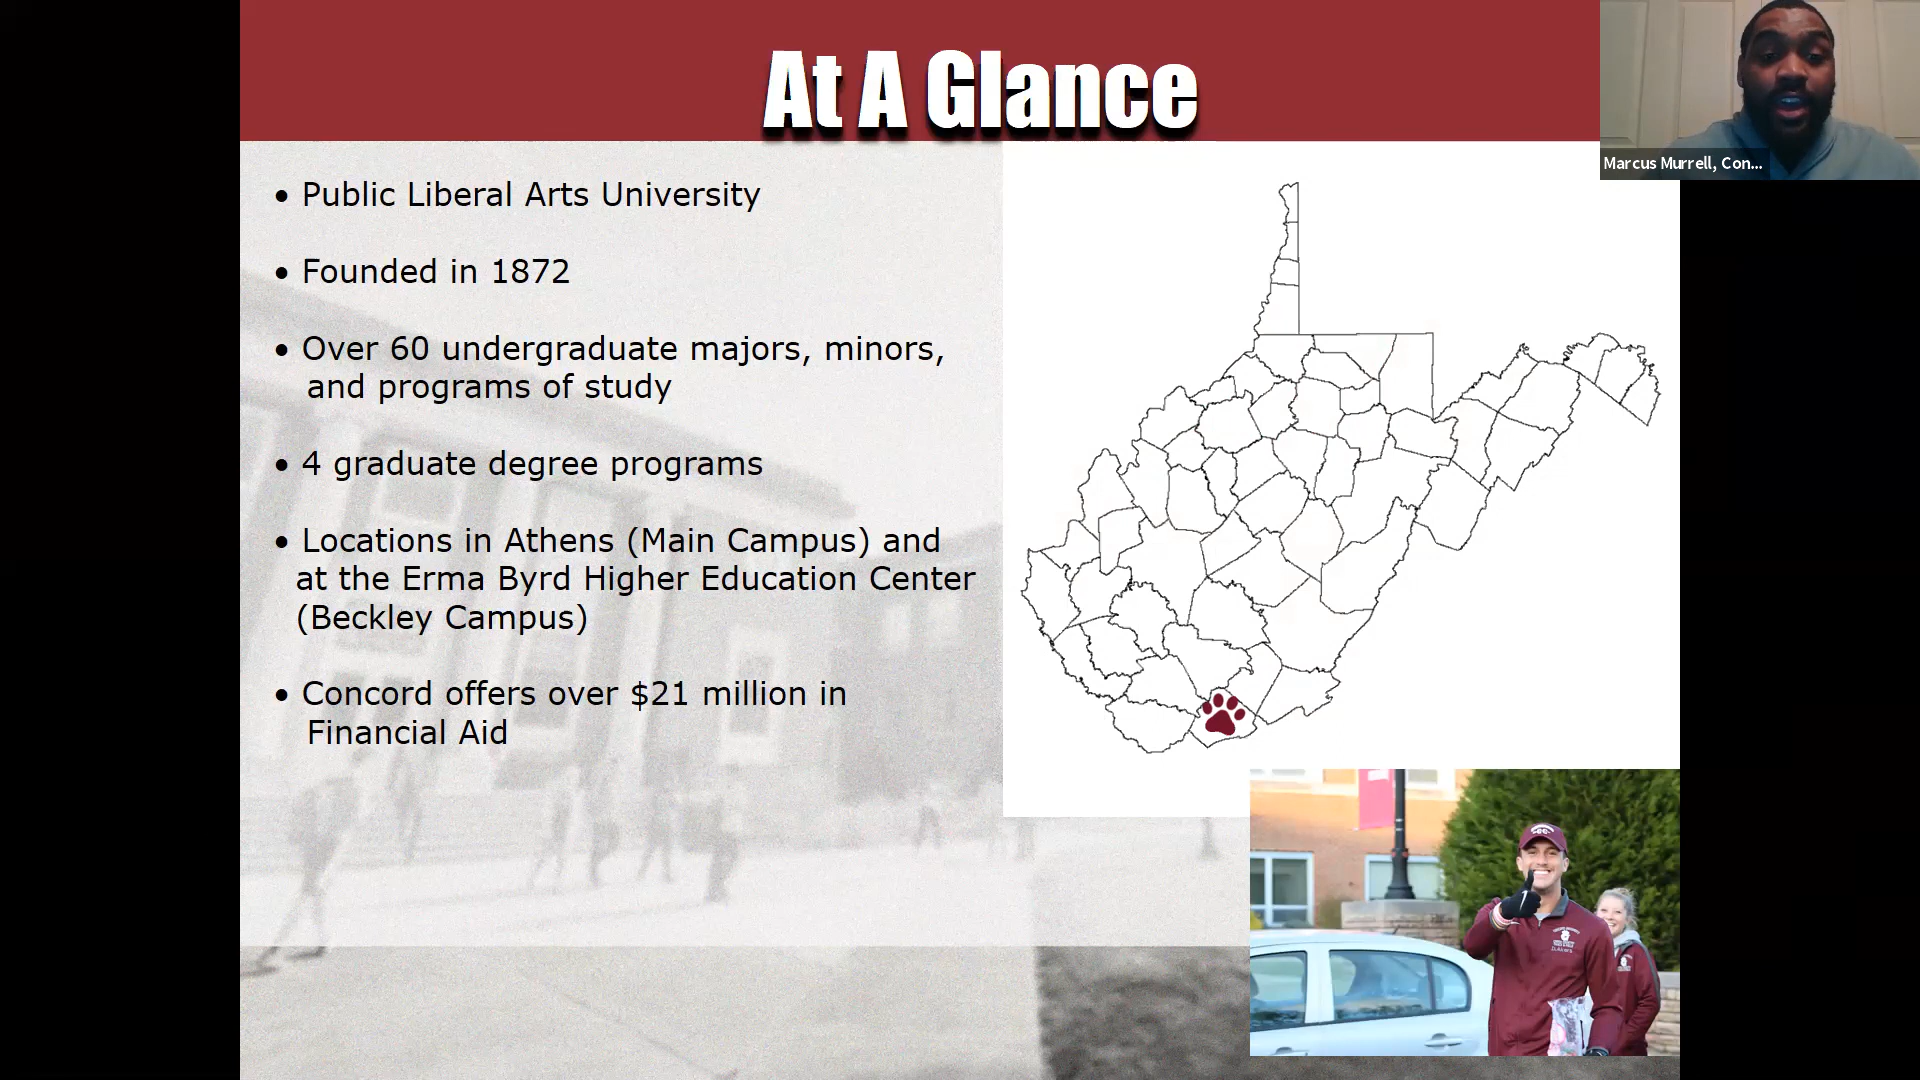 At A Glance
Marcus Murrell, Con...
• Public Liberal Arts University
• Founded in 1872
• Over 60 undergraduate majors, minors,
and programs of study
• 4 graduate degree programs
• Locations in Athens (Main Campus) and
at the Erma Byrd Higher Education Center
(Beckley Campus)
• Concord offers over $21 million in
Financial Aid